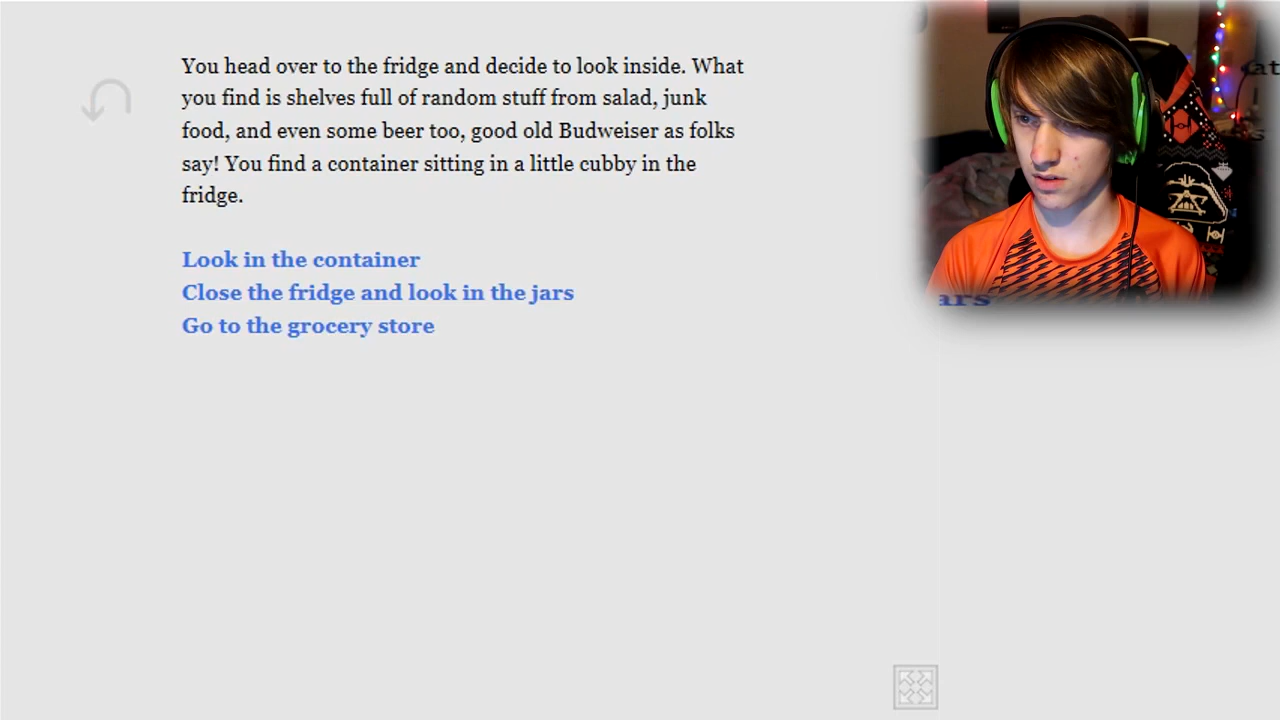 You head over to the fridge and decide to look inside. What
you find is shelves full of random stuff from salad, junk
food, and even some beer too, good old Budweiser as folks
say! You find a container sitting in a little cubby in the
fridge.
Look in the container
Close the fridge and look in the jars
Go to the grocery store